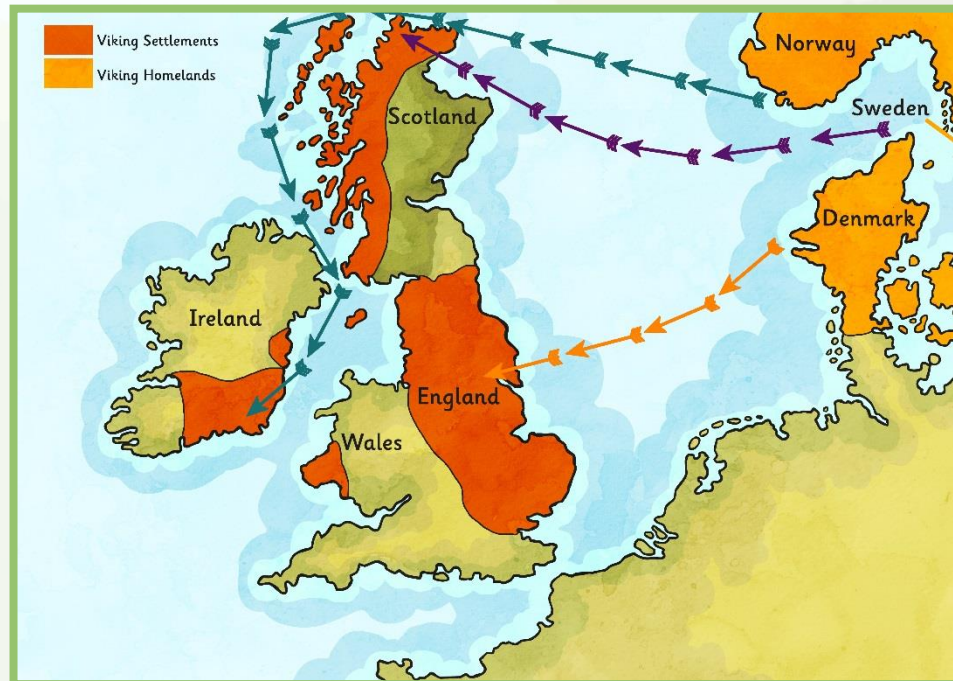 Viking Settlements
Viking Homelands
Norway
Sweden
Scotland
Denmark
Ireland
England
Wales